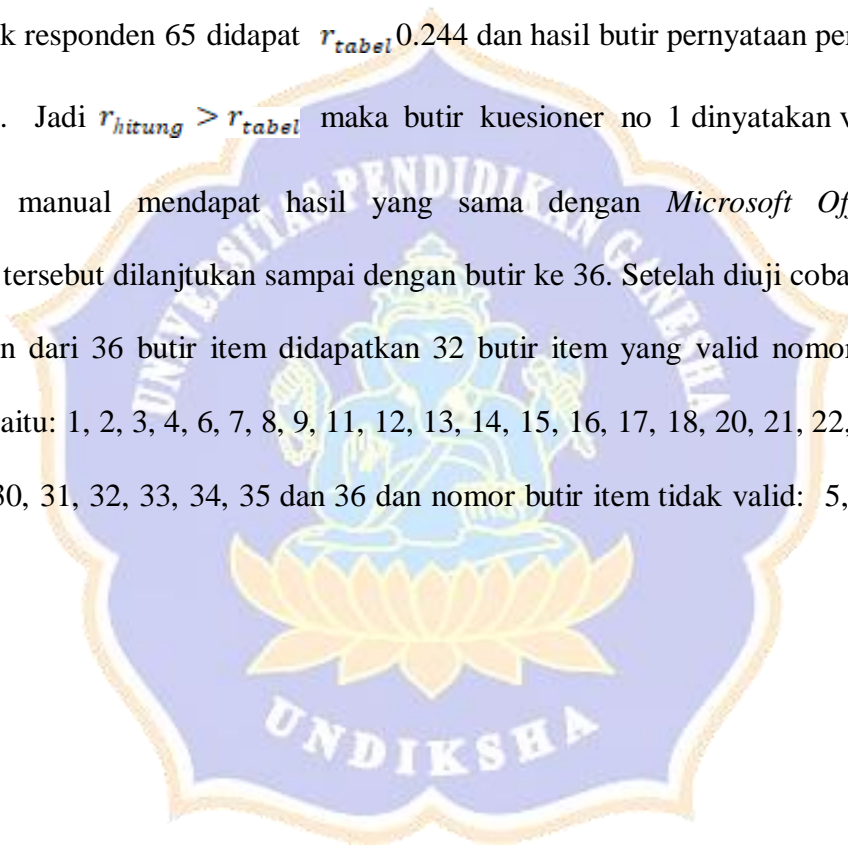 k responden 65 didapat r_tabel 0.244 dan hasil butir pernyataan per
. Jadi r_hitung > r_tabel maka butir kuesioner no 1 dinyatakan v
manual mendapat hasil yang sama dengan Microsoft Of
tersebut dilanjtukan sampai dengan butir ke 36. Setelah diuji coba
n dari 36 butir item didapatkan 32 butir item yang valid nomor
aitu: 1, 2, 3, 4, 6, 7, 8, 9, 11, 12, 13, 14, 15, 16, 17, 18, 20, 21, 22,
30, 31, 32, 33, 34, 35 dan 36 dan nomor butir item tidak valid: 5,
UNIVERSITAS PENDIDIKAN GANESHA
UNDIKSHA